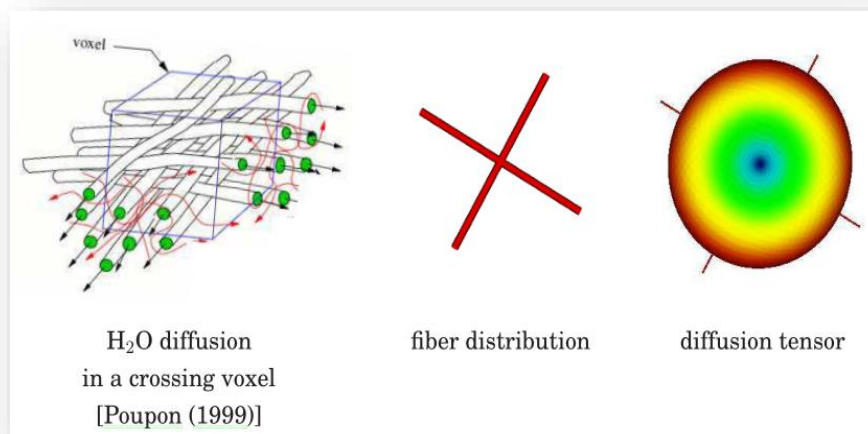 voxel
H₂O diffusion
in a crossing voxel
[Poupon (1999)]
fiber distribution
diffusion tensor